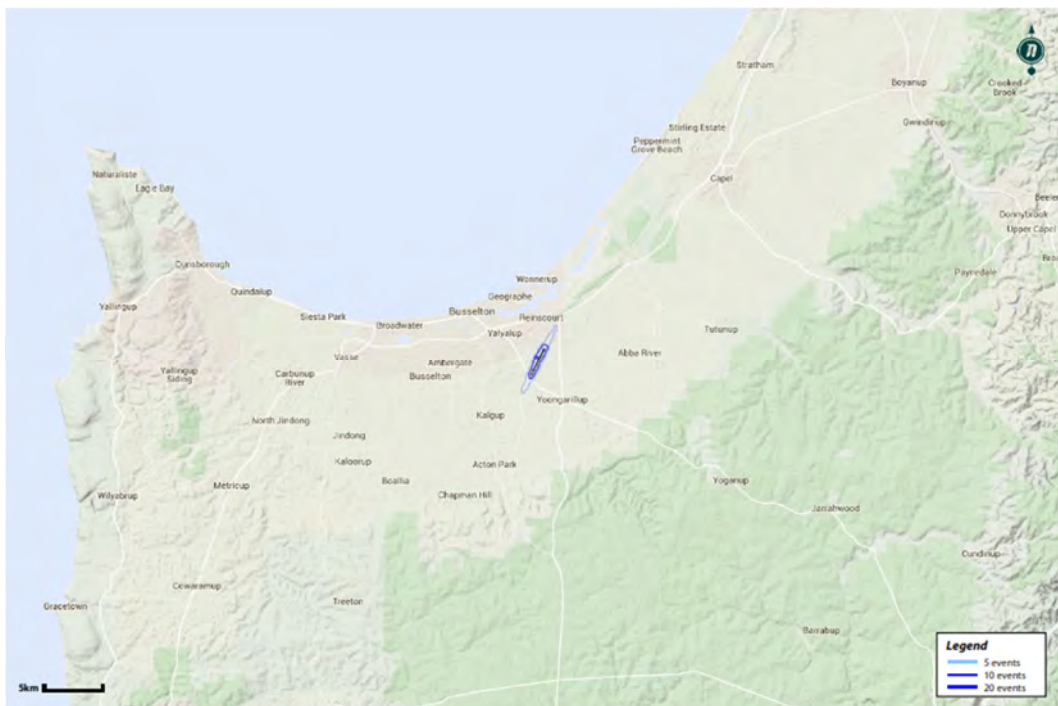 n
Stratham
Boyanup
Crooked
Brook
Stirling Estate
Gwindinup
Peppermint
Grove Beach
Naturaliste
Capel
Eagle Bay
Donnybrook
Upper Capel
Dunsborough
Paynedale
Wonnerup
Quindalup
Geographe
Yallingup
Siesta Park
Busselton
Reinscourt
Broadwater
Yalyalup
Tutunup
Vasse
Abba River
Ambergate
Yallingup
Siding
Carbunup
River
Busselton
Yoongarillup
Kalgup
North Jindong
Jindong
Kaloorup
Acton Park
Boallia
Yoganup
Metricup
Wilyabrup
Chapman Hill
Jarrahwood
Cundinup
Cowaramup
Treeton
Gracetown
Barrabup
Legend
5 events
10 events
20 events
5km